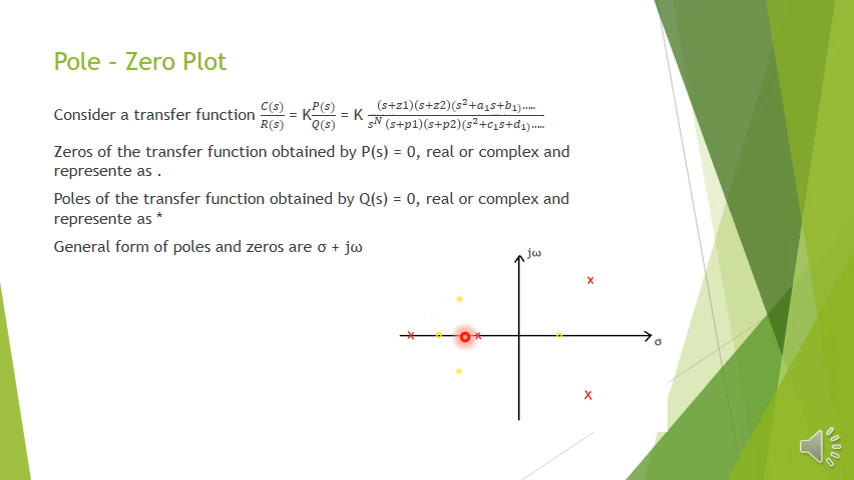 Pole – Zero Plot
Consider a transfer function C(s)/R(s) = K P(s)/Q(s) = K (s+z1)(s+z2)(s²+a₁s+b₁)...../s^N (s+p1)(s+p2)(s²+c₁s+d₁).....
Zeros of the transfer function obtained by P(s) = 0, real or complex and
represente as .
Poles of the transfer function obtained by Q(s) = 0, real or complex and
represente as *
General form of poles and zeros are σ + jω
jω
x
x x
σ
x